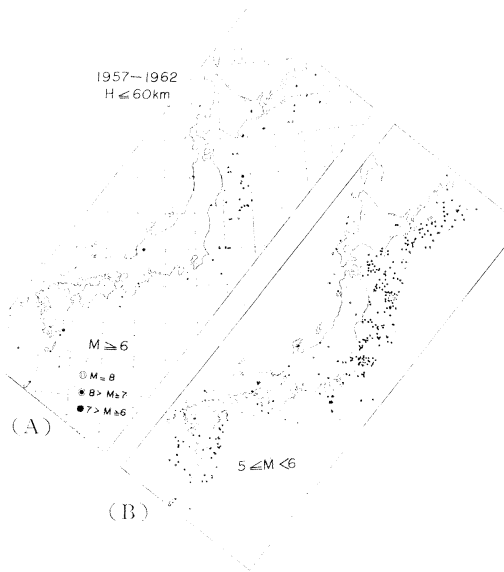 1957–1962
H ≦ 60km
M ≧ 6
M ≧ 8
8 > M ≧ 7
7 > M ≧ 6
(A)
5 ≦ M < 6
(B)